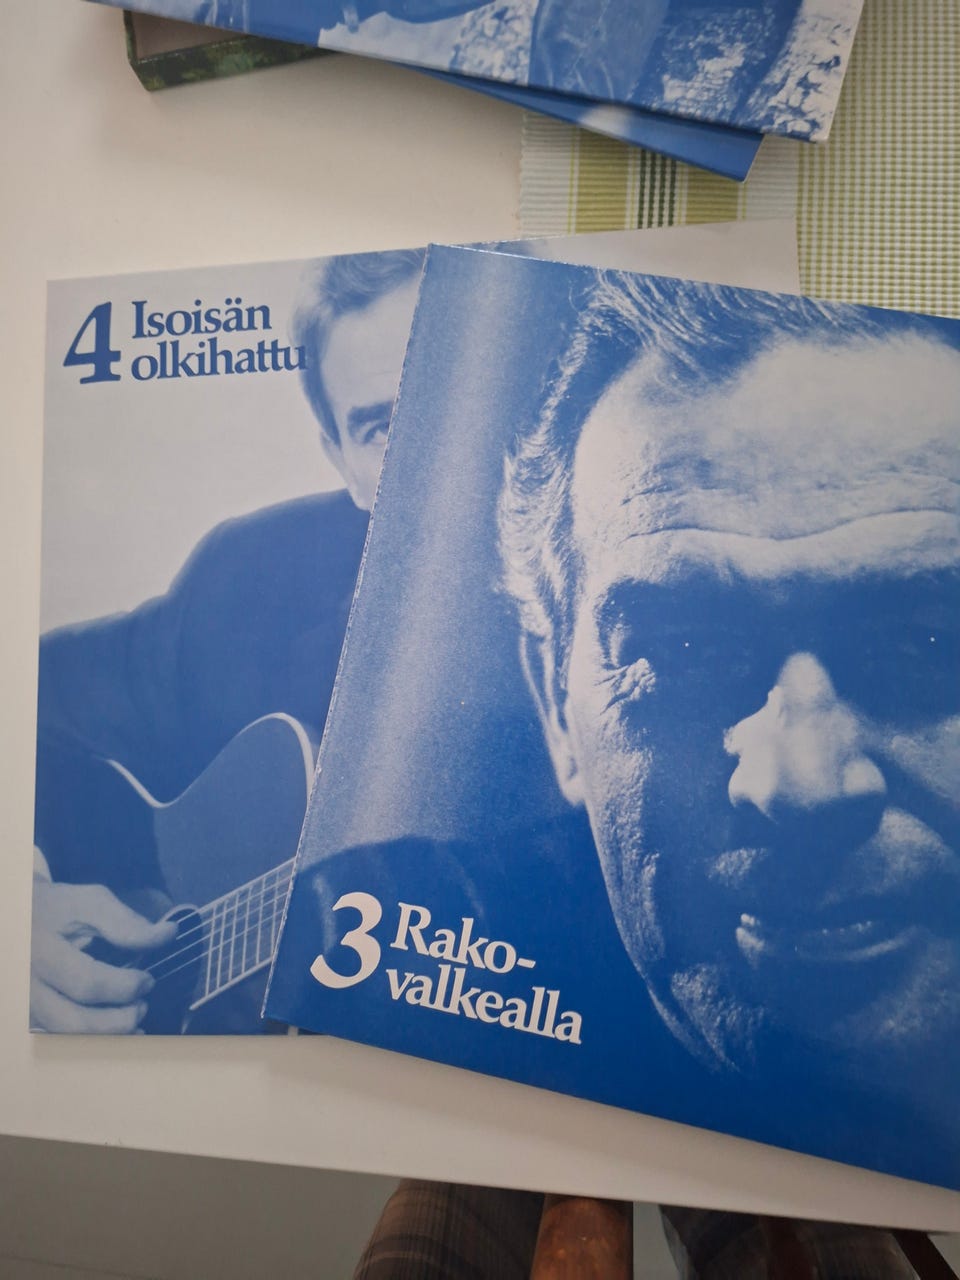 4 Isoisän
olkihattu
3 Rako-
valkealla